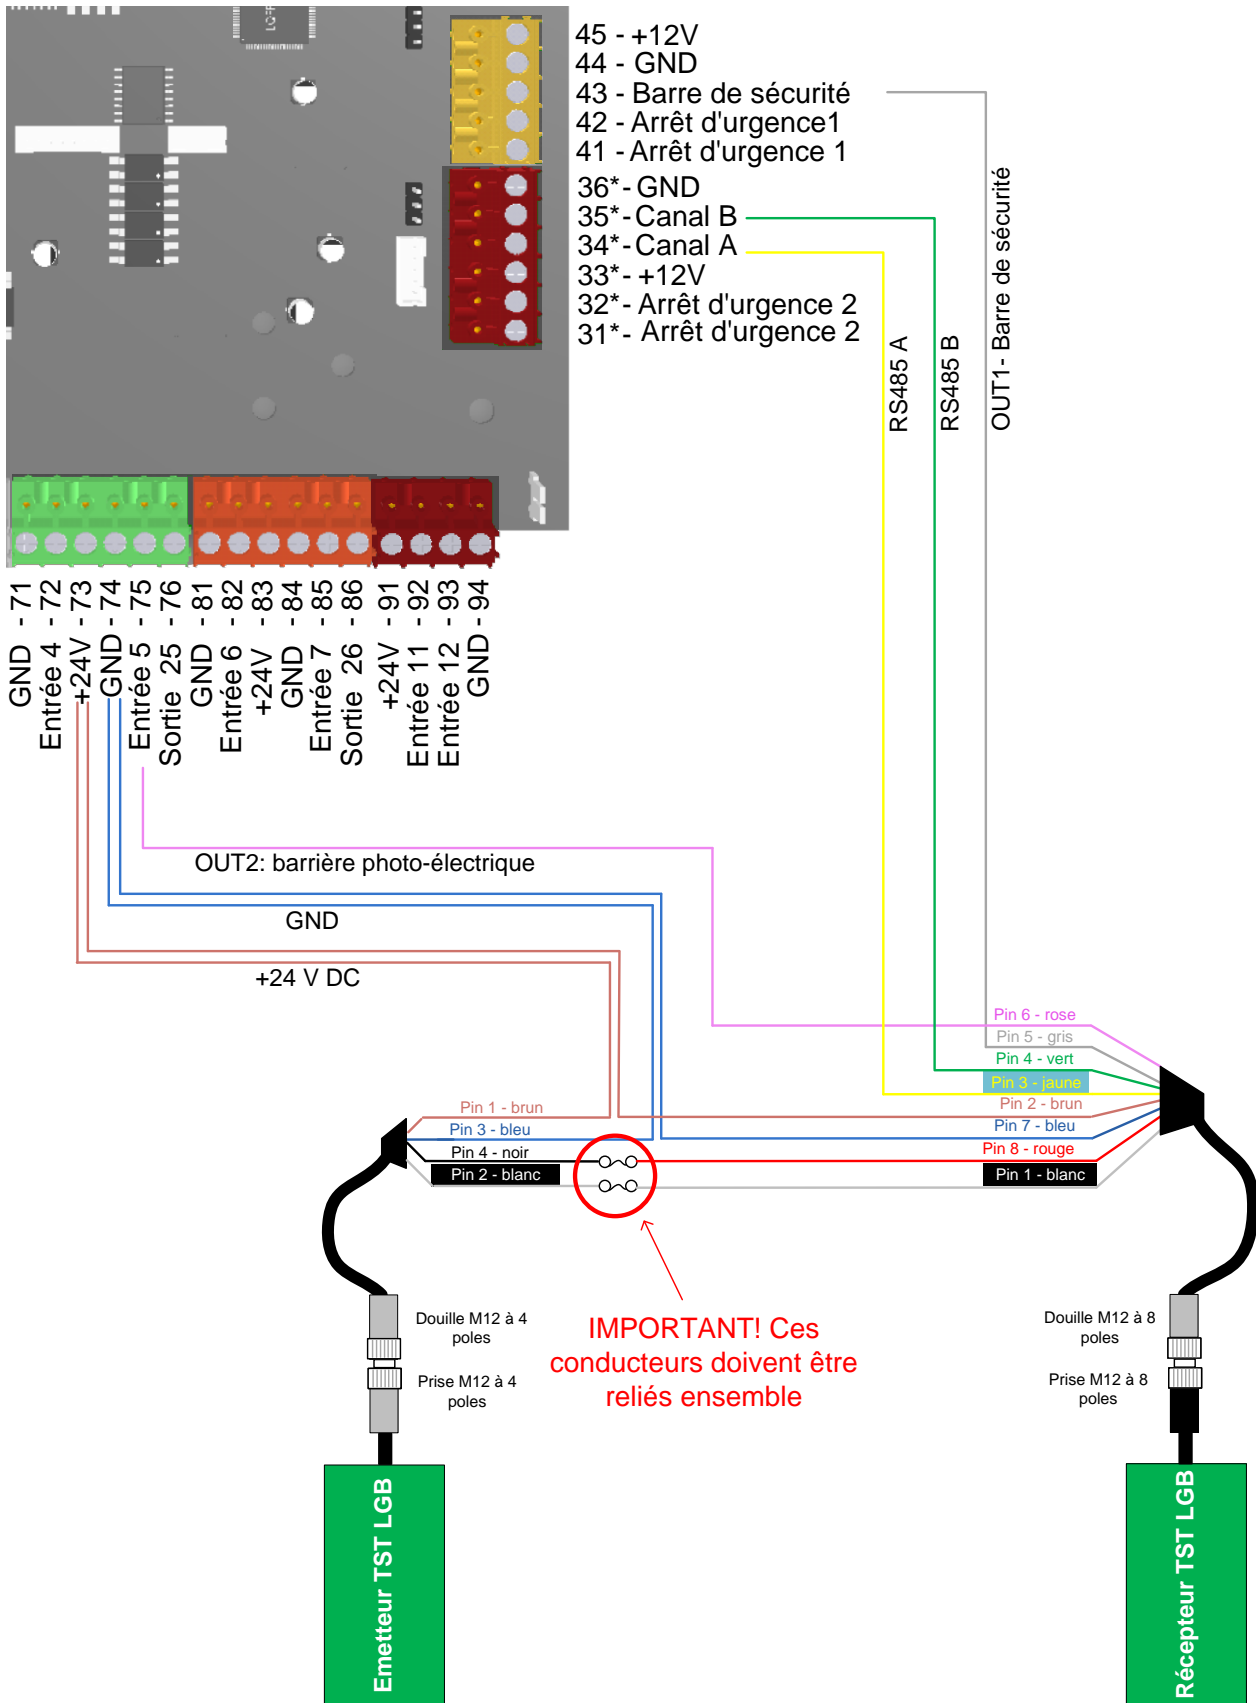 45 - +12V
44 - GND
43 - Barre de sécurité
42 - Arrêt d'urgence1
41 - Arrêt d'urgence 1
36* - GND
35* - Canal B
34* - Canal A
33* - +12V
32* - Arrêt d'urgence 2
31* - Arrêt d'urgence 2
RS485 A
RS485 B
OUT1- Barre de sécurité
GND - 71
Entrée 4 - 72
+24V - 73
GND - 74
Entrée 5 - 75
Sortie 25 - 76
GND - 81
Entrée 6 - 82
+24V - 83
GND - 84
Entrée 7 - 85
Sortie 26 - 86
+24V - 91
Entrée 11 - 92
Entrée 12 - 93
GND - 94
OUT2: barrière photo-électrique
GND
+24 V DC
Pin 6 - rose
Pin 5 - gris
Pin 4 - vert
Pin 3 - jaune
Pin 2 - brun
Pin 7 - bleu
Pin 8 - rouge
Pin 1 - blanc
Pin 1 - brun
Pin 3 - bleu
Pin 4 - noir
Pin 2 - blanc
IMPORTANT! Ces
conducteurs doivent être
reliés ensemble
Douille M12 à 4
poles
Prise M12 à 4
poles
Douille M12 à 8
poles
Prise M12 à 8
poles
Emetteur TST LGB
Récepteur TST LGB